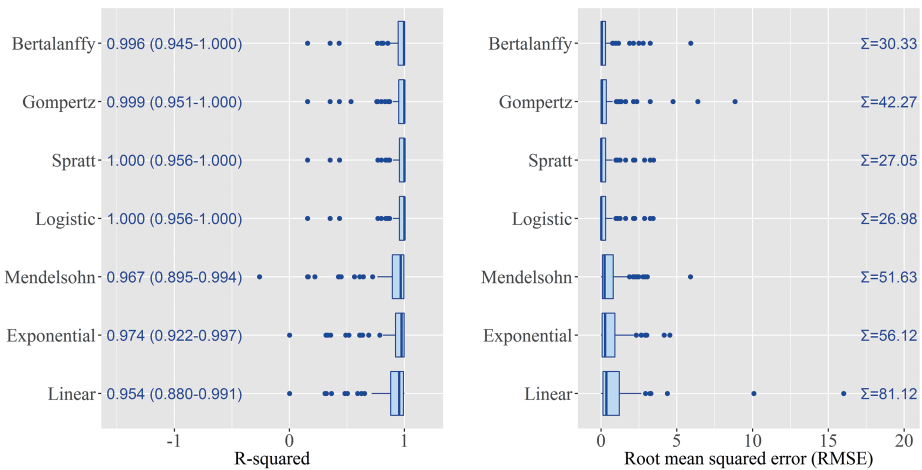 Bertalanffy 0.996 (0.945-1.000)
Gompertz 0.999 (0.951-1.000)
Spratt 1.000 (0.956-1.000)
Logistic 1.000 (0.956-1.000)
Mendelsohn 0.967 (0.895-0.994)
Exponential 0.974 (0.922-0.997)
Linear 0.954 (0.880-0.991)
-1 0 1
R-squared
Bertalanffy Σ=30.33
Gompertz Σ=42.27
Spratt Σ=27.05
Logistic Σ=26.98
Mendelsohn Σ=51.63
Exponential Σ=56.12
Linear Σ=81.12
0 5 10 15 20
Root mean squared error (RMSE)